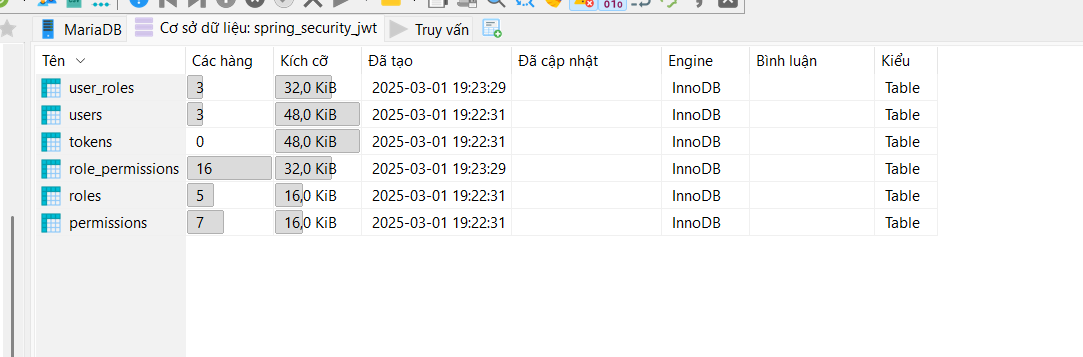 MariaDB Cơ sở dữ liệu: spring_security_jwt Truy vấn
Tên Các hàng Kích cỡ Đã tạo Đã cập nhật Engine Bình luận Kiểu
user_roles 3 32,0 KiB 2025-03-01 19:23:29 InnoDB Table
users 3 48,0 KiB 2025-03-01 19:22:31 InnoDB Table
tokens 0 48,0 KiB 2025-03-01 19:22:31 InnoDB Table
role_permissions 16 32,0 KiB 2025-03-01 19:23:29 InnoDB Table
roles 5 16,0 KiB 2025-03-01 19:22:31 InnoDB Table
permissions 7 16,0 KiB 2025-03-01 19:22:31 InnoDB Table